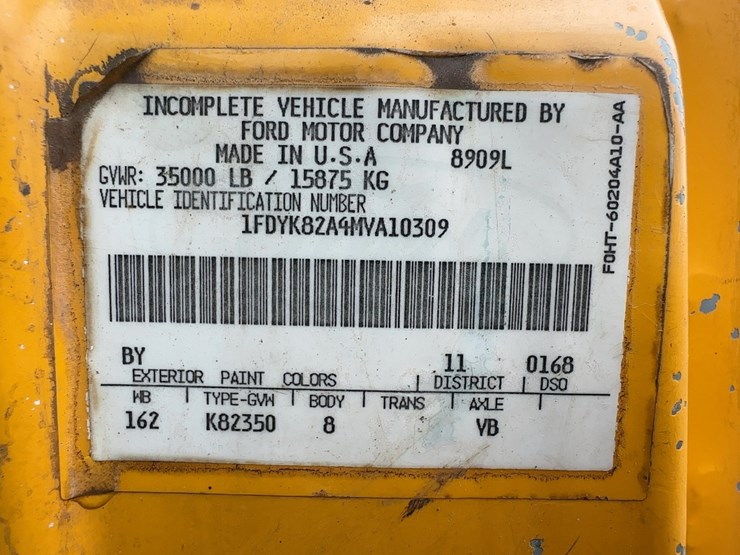 INCOMPLETE VEHICLE MANUFACTURED BY
FORD MOTOR COMPANY
MADE IN U.S.A 8909L
GVWR: 35000 LB / 15875 KG
VEHICLE IDENTIFICATION NUMBER
1FDYK82A4MVA10309
BY 11 0168
EXTERIOR PAINT COLORS DISTRICT DSO
WB TYPE-GVW BODY TRANS AXLE
162 K82350 8 VB
F0HT-60204A10-AA